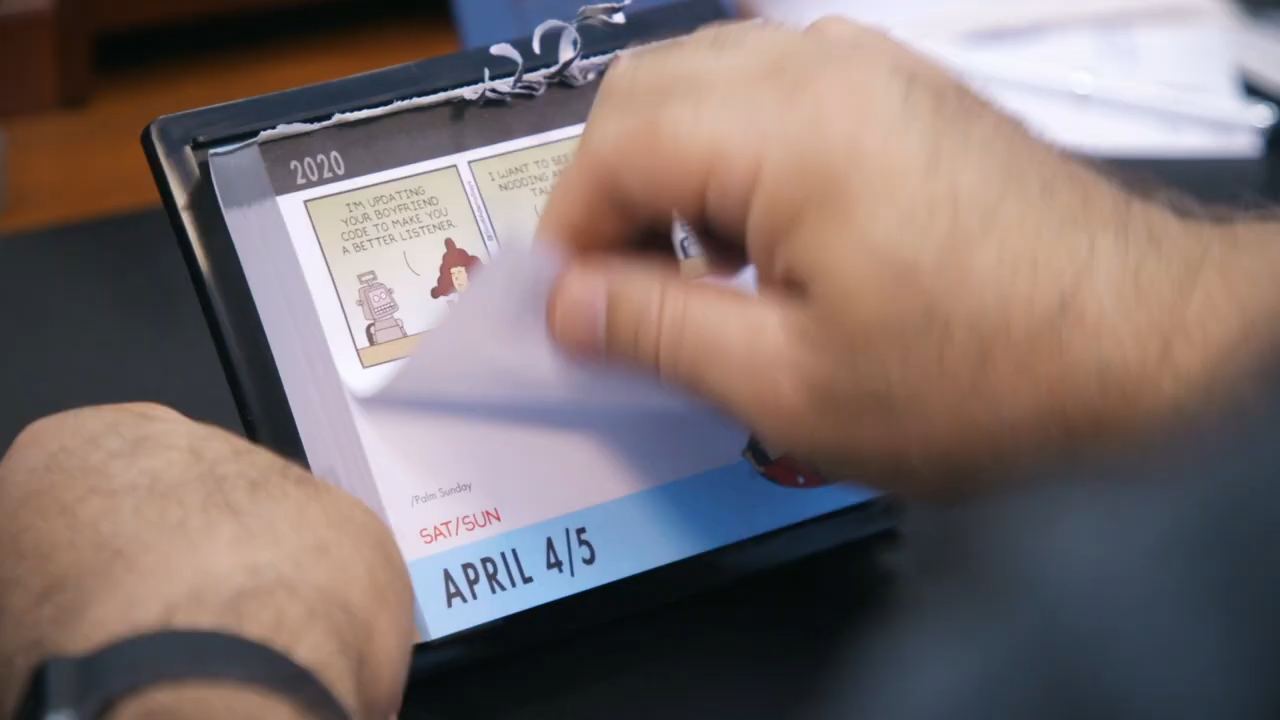 2020
I'M UPDATING
YOUR BOYFRIEND
CODE TO MAKE YOU
A BETTER LISTENER.
I WANT TO SEE
NODDING
/Palm Sunday
SAT/SUN
APRIL 4/5